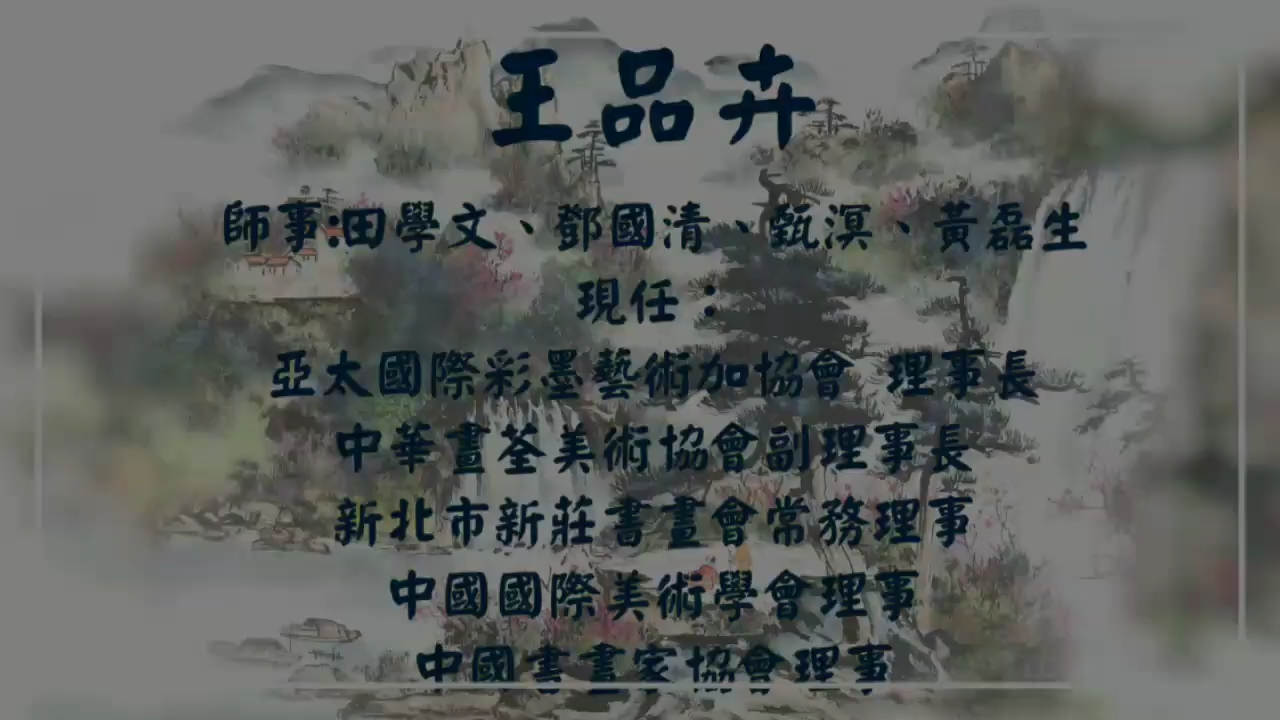 王品卉
師事:田學文、鄧國清、甄溟、黃磊生
現任：
亞太國際彩墨藝術加協會 理事長
中華畫荃美術協會副理事長
新北市新莊書畫會常務理事
中國國際美術學會理事
中國書畫家協會理事